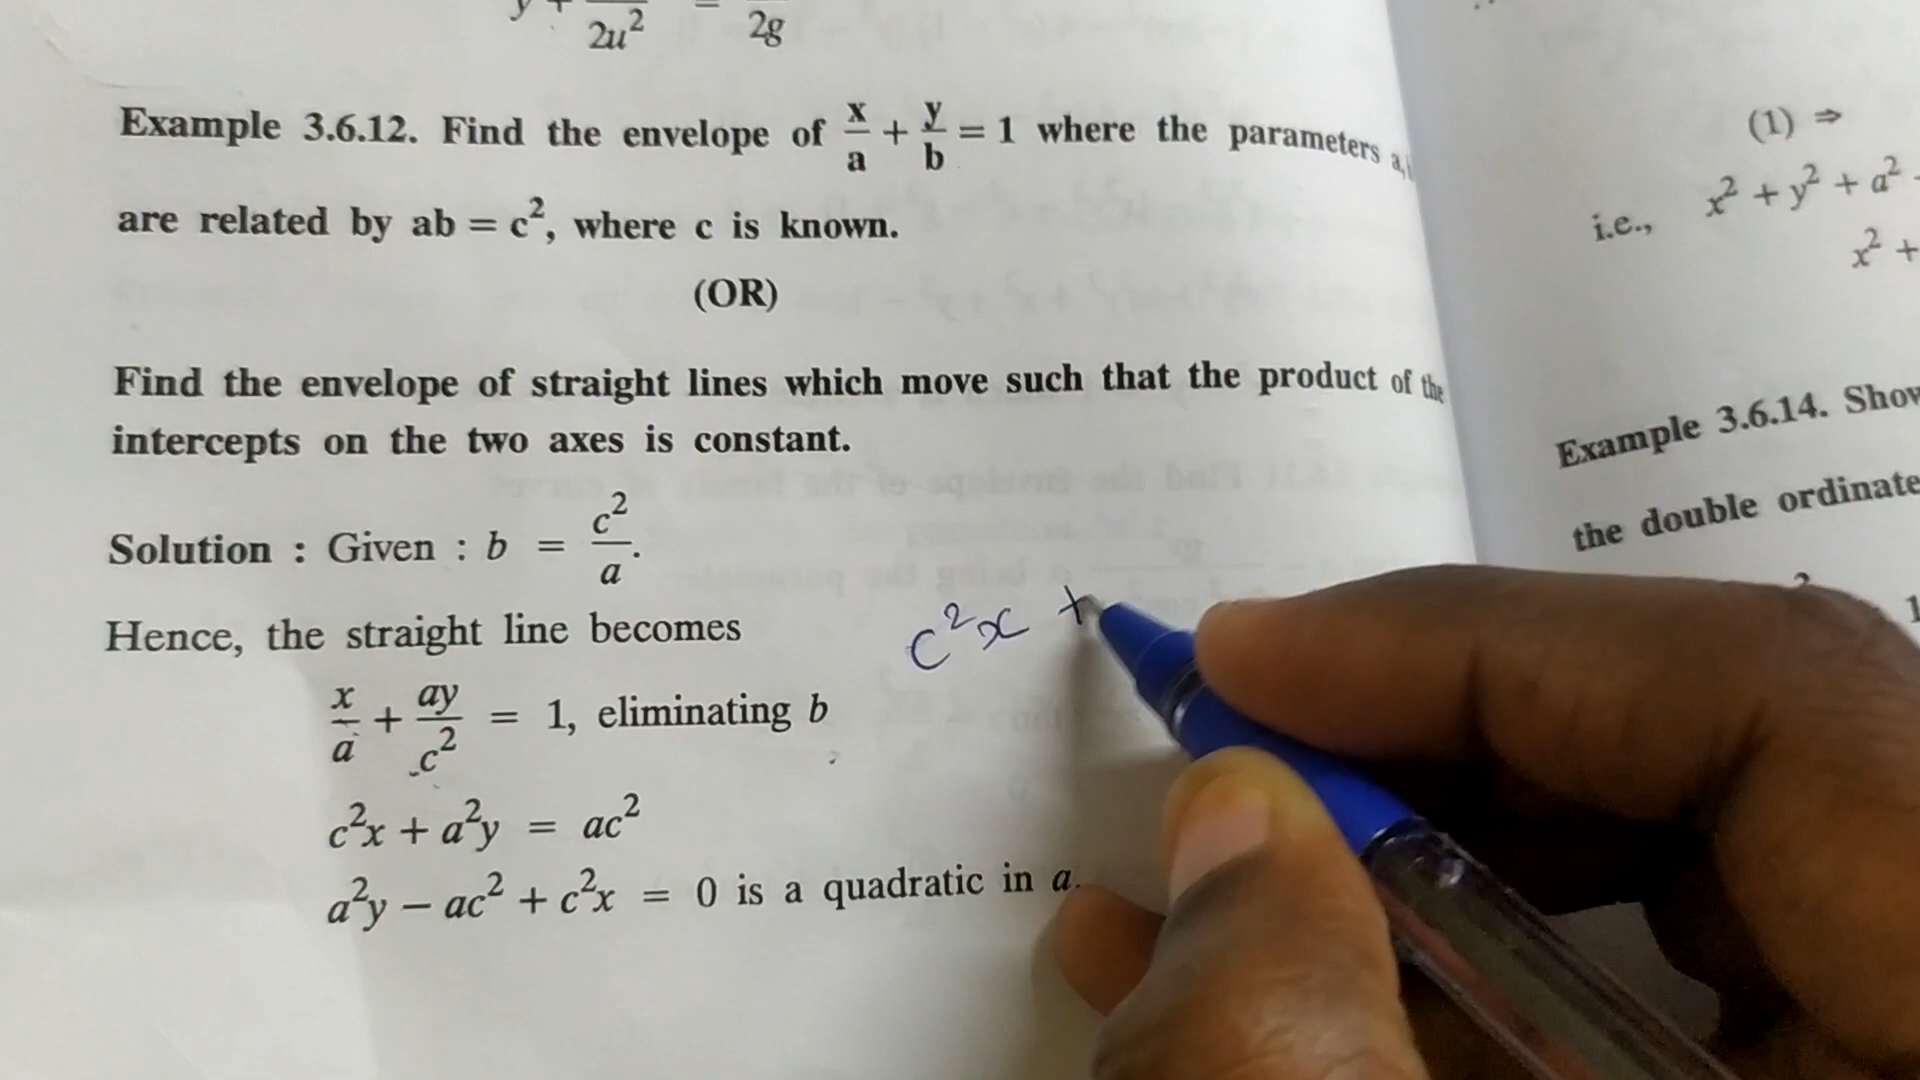 y + 2u² = 2g
Example 3.6.12. Find the envelope of x/a + y/b = 1 where the parameters a,
are related by ab = c², where c is known.
(OR)
Find the envelope of straight lines which move such that the product of the
intercepts on the two axes is constant.
Solution : Given : b = c²/a.
Hence, the straight line becomes
x/a + ay/c² = 1, eliminating b
c²x + a²y = ac²
a²y − ac² + c²x = 0 is a quadratic in a.
c²x +
(1) ⇒
i.e., x² + y² + a²
x² +
Example 3.6.14. Show
the double ordinate